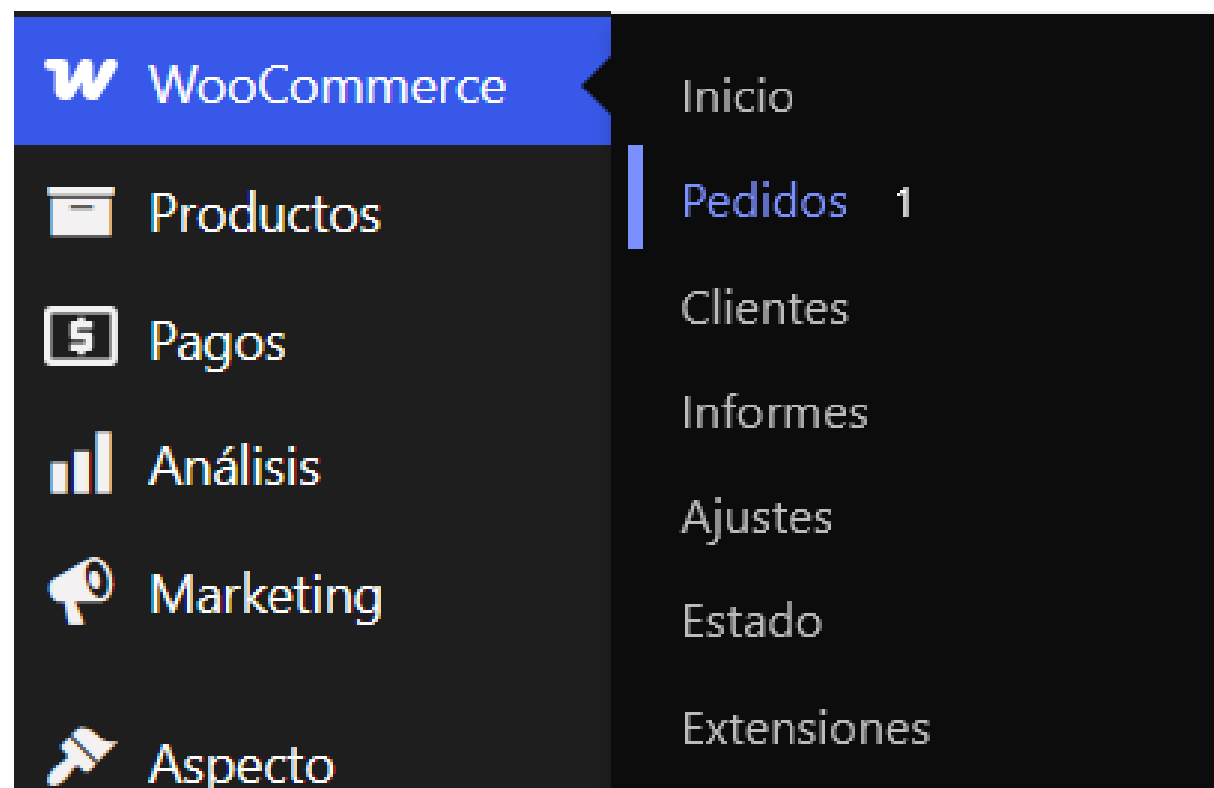 WooCommerce
Productos
Pagos
Análisis
Marketing
Aspecto
Inicio
Pedidos 1
Clientes
Informes
Ajustes
Estado
Extensiones